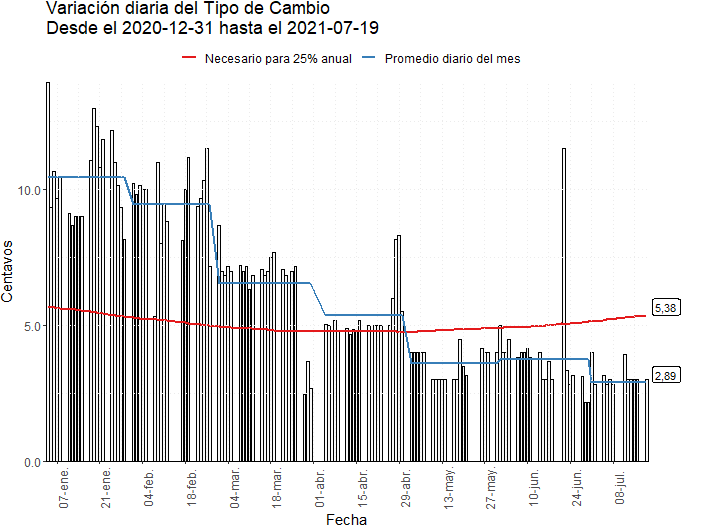 Variación diaria del Tipo de Cambio
Desde el 2020-12-31 hasta el 2021-07-19
Necesario para 25% anual Promedio diario del mes
Centavos
10.0
5.0
0.0
5,38
2,89
07-ene.
21-ene.
04-feb.
18-feb.
04-mar.
18-mar.
01-abr.
15-abr.
29-abr.
13-may.
27-may.
10-jun.
24-jun.
08-jul.
Fecha